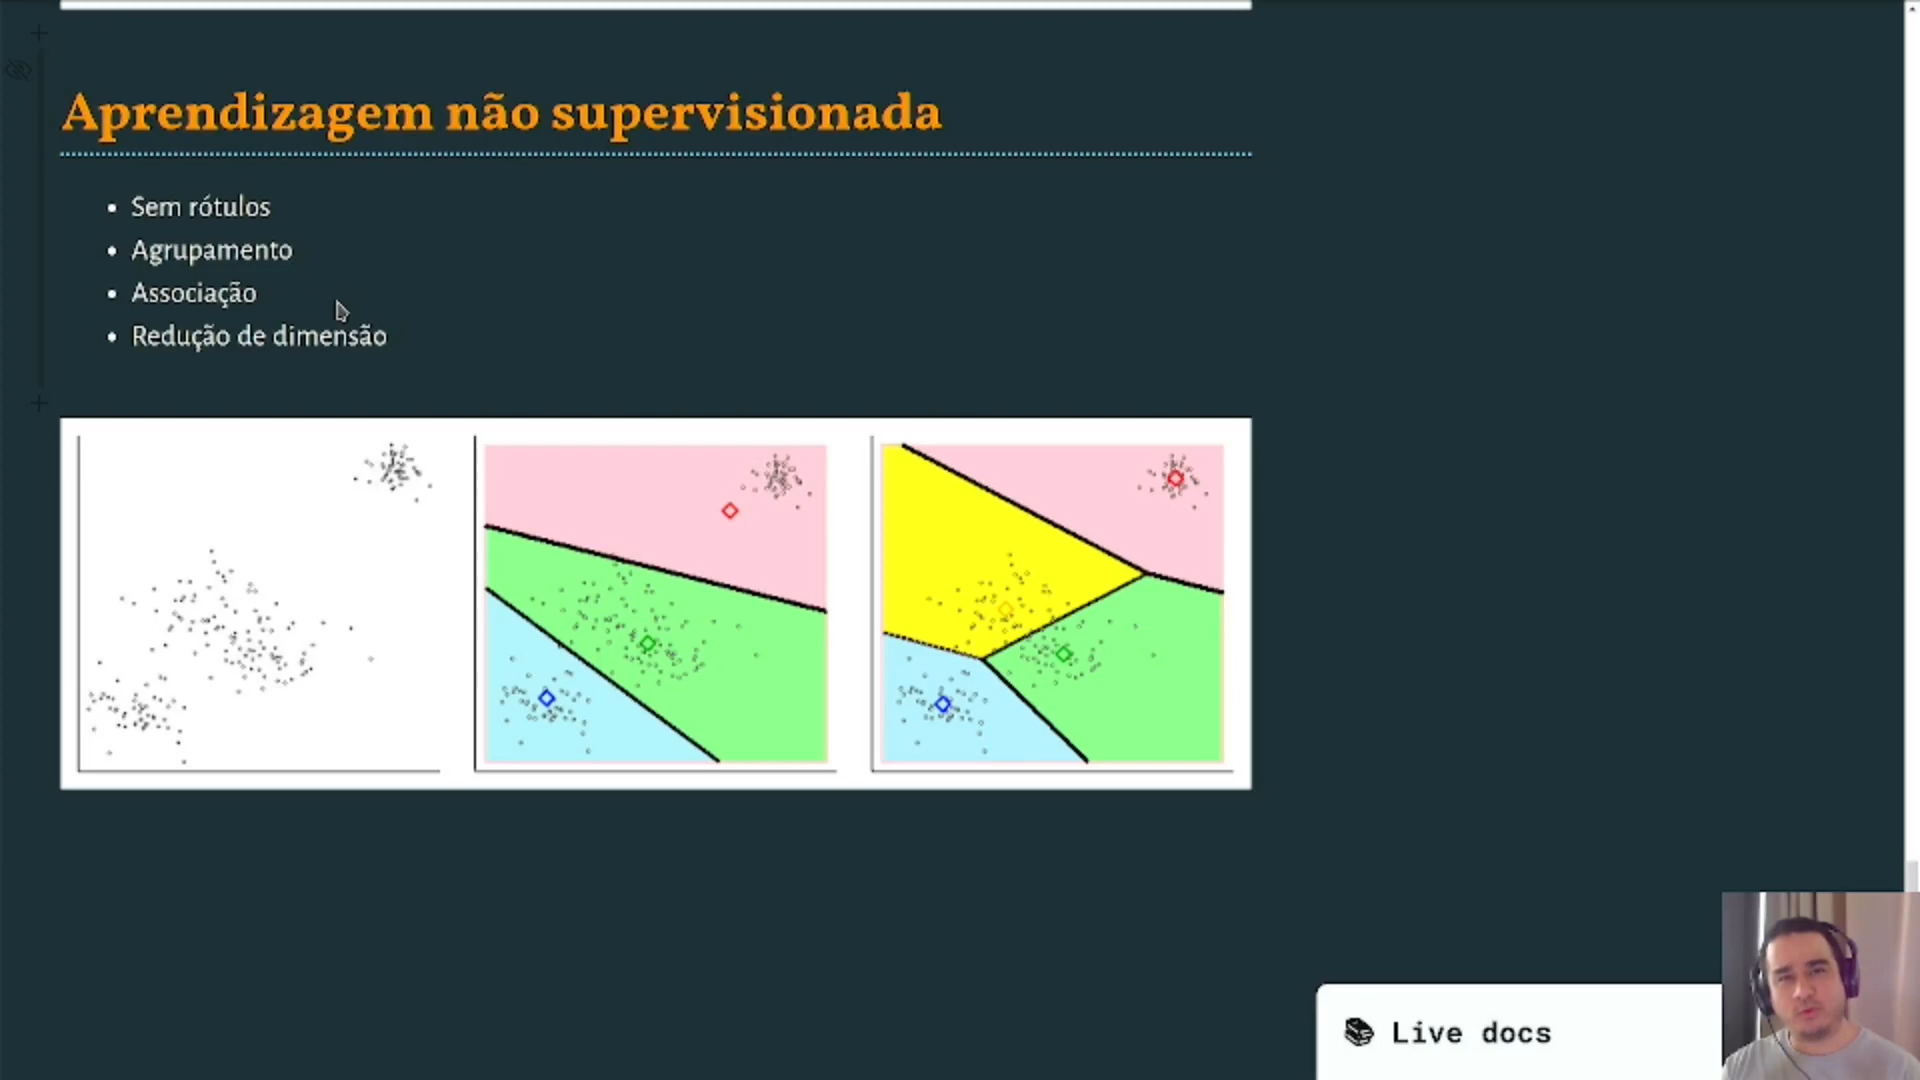 Aprendizagem não supervisionada
Sem rótulos
Agrupamento
Associação
Redução de dimensão
Live docs